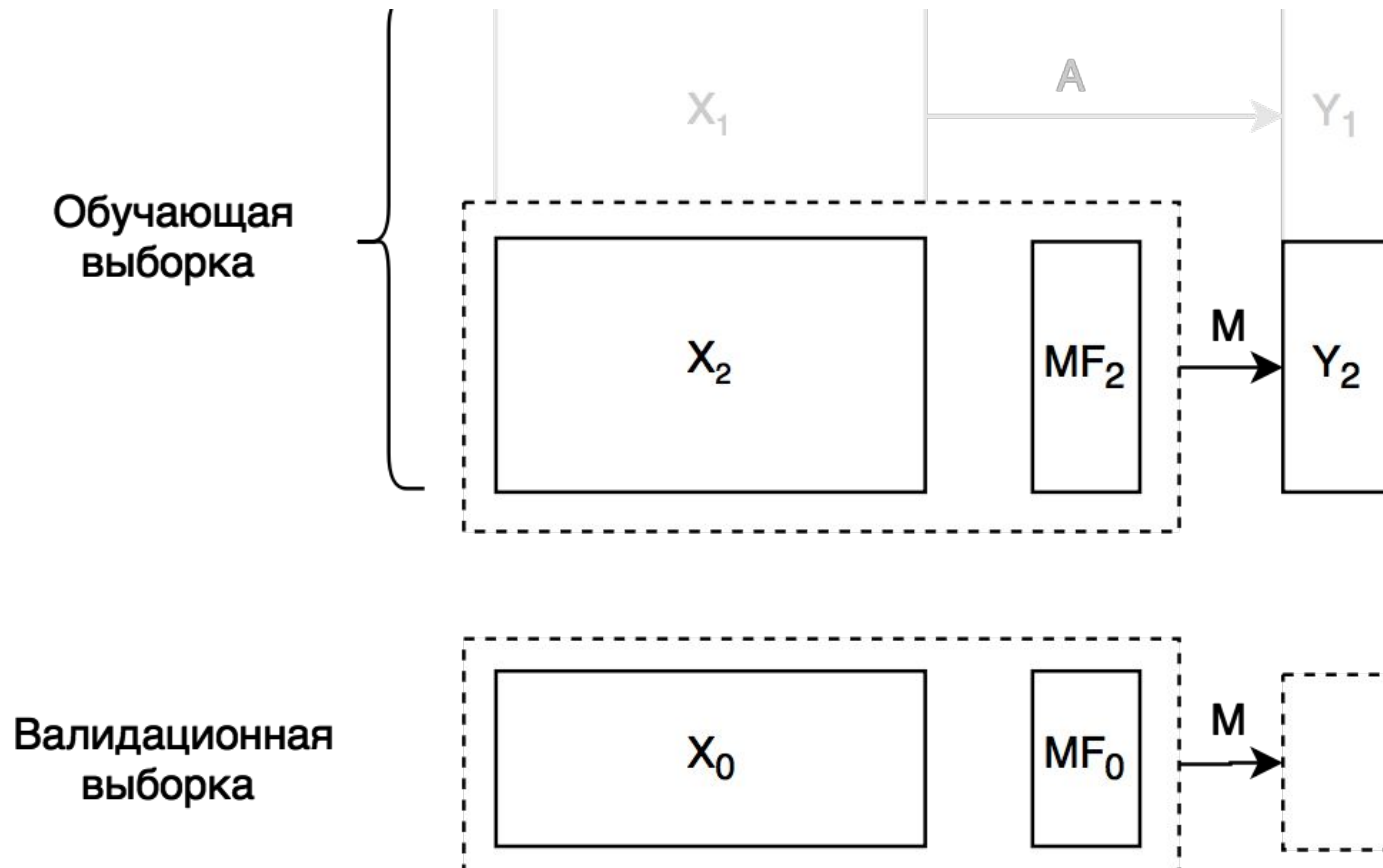 A
X₁
Y₁
Обучающая
выборка
X₂
MF₂
M
Y₂
Валидационная
выборка
X₀
MF₀
M